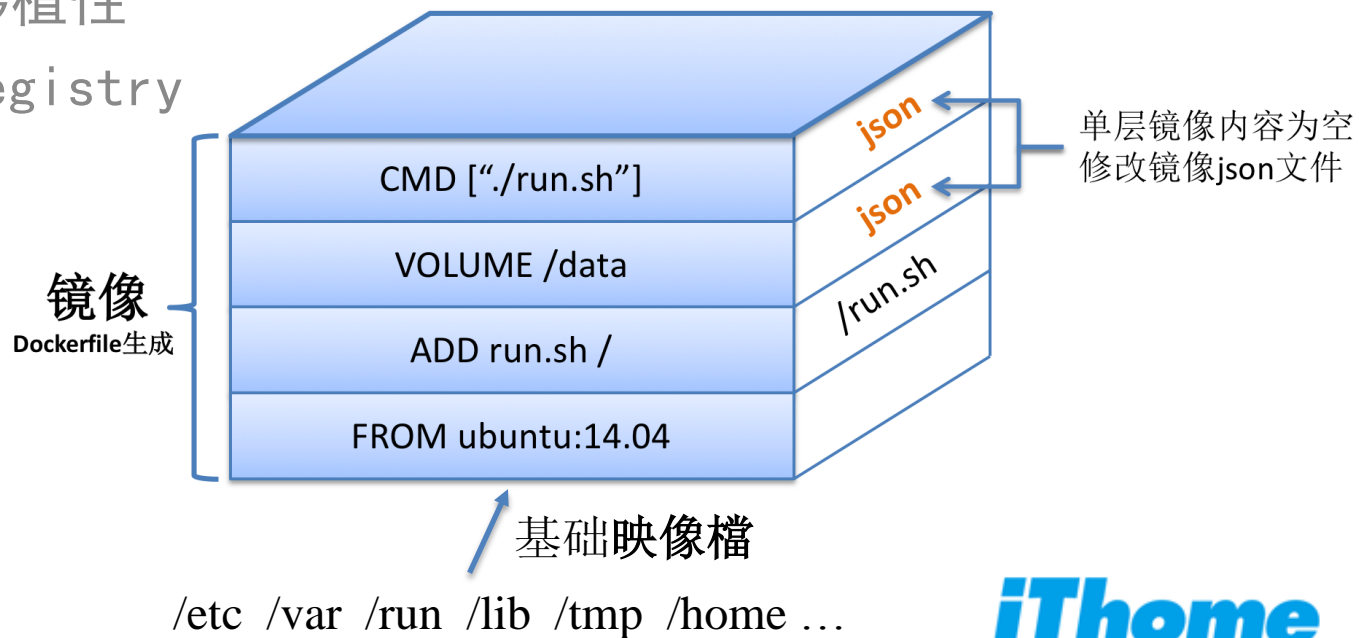 植性
egistry
CMD [“./run.sh”]
VOLUME /data
ADD run.sh /
FROM ubuntu:14.04
json
json
/run.sh
单层镜像内容为空
修改镜像json文件
镜像
Dockerfile生成
基础映像檔
/etc /var /run /lib /tmp /home …
iThome